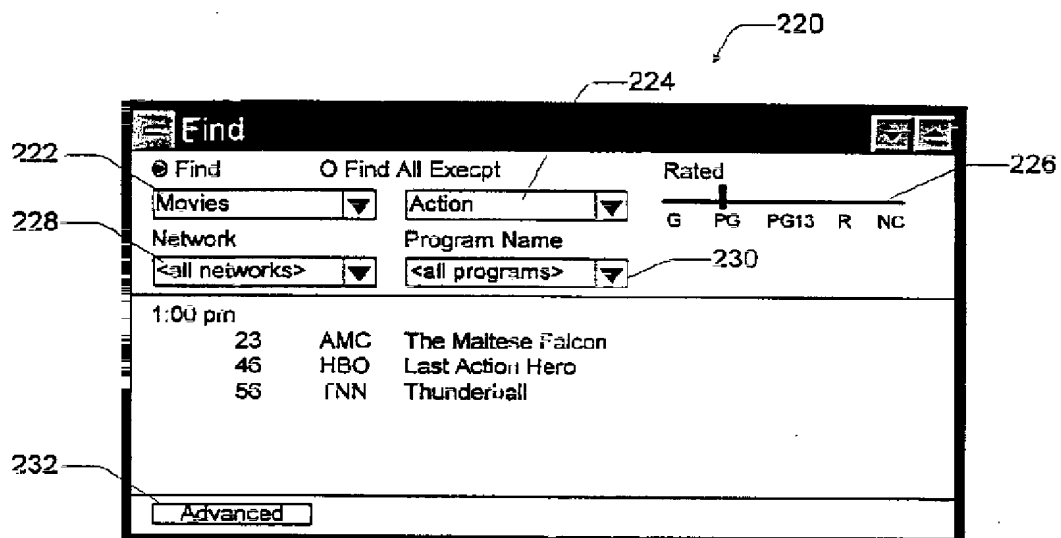 220
224
Find
222
Find
Find All Execpt
Rated
226
Movies
Action
G PG PG13 R NC
228
Network
Program Name
<all networks>
<all programs>
230
1:00 pm
23 AMC The Maltese Falcon
46 HBO Last Action Hero
56 TNN Thunderball
232
Advanced